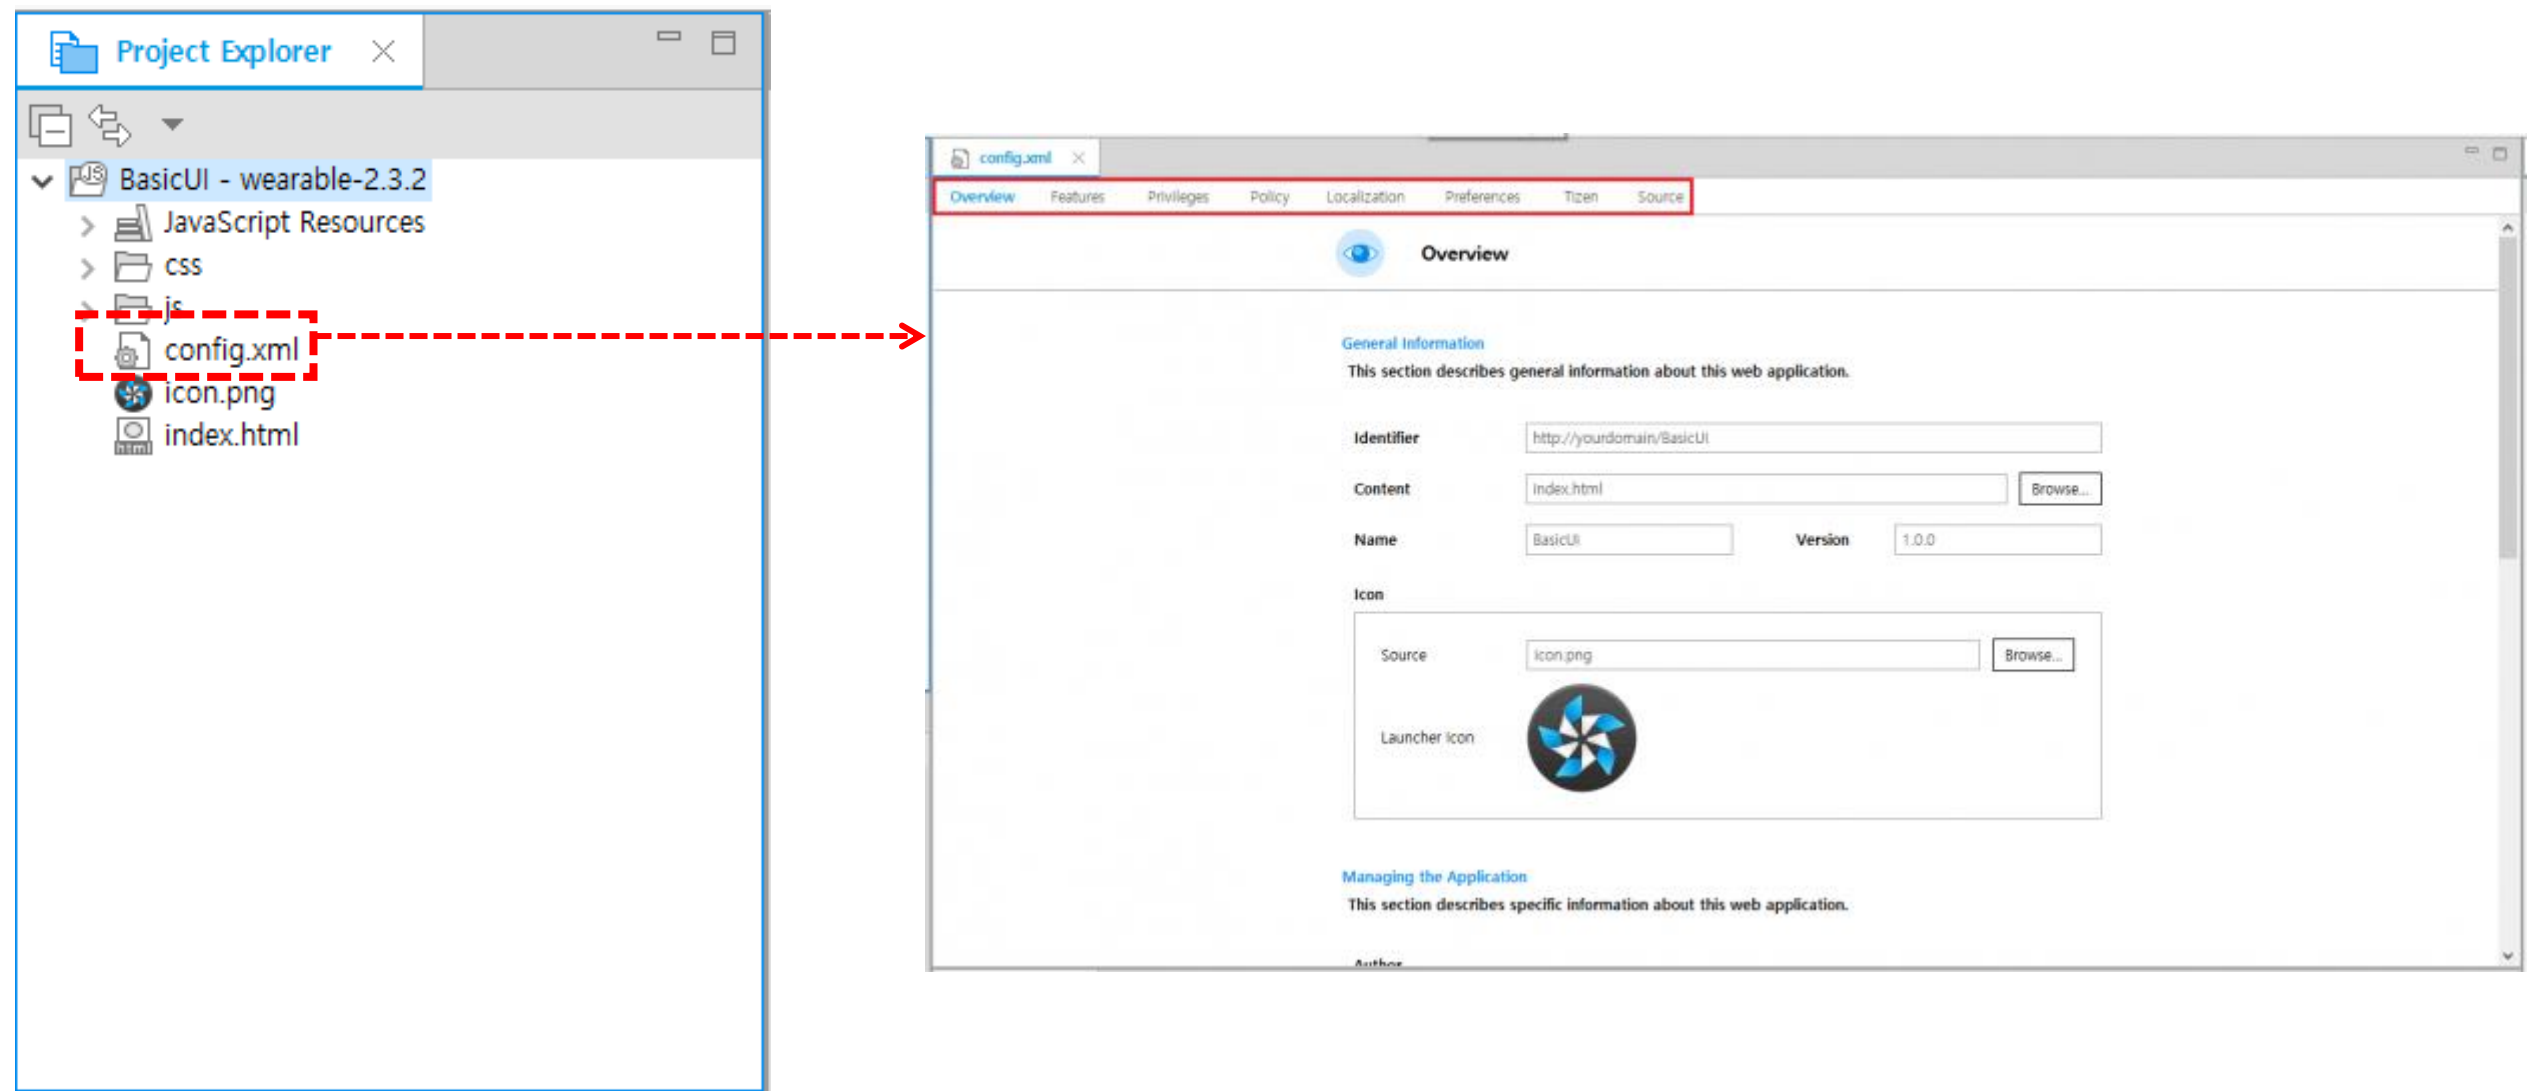 Project Explorer
BasicUI - wearable-2.3.2
JavaScript Resources
css
js
config.xml
icon.png
index.html
config.xml
Overview Features Privileges Policy Localization Preferences Tizen Source
Overview
General Information
This section describes general information about this web application.
Identifier http://yourdomain/BasicUI
Content index.html Browse...
Name BasicUI Version 1.0.0
Icon
Source icon.png Browse...
Launcher Icon
Managing the Application
This section describes specific information about this web application.
Author